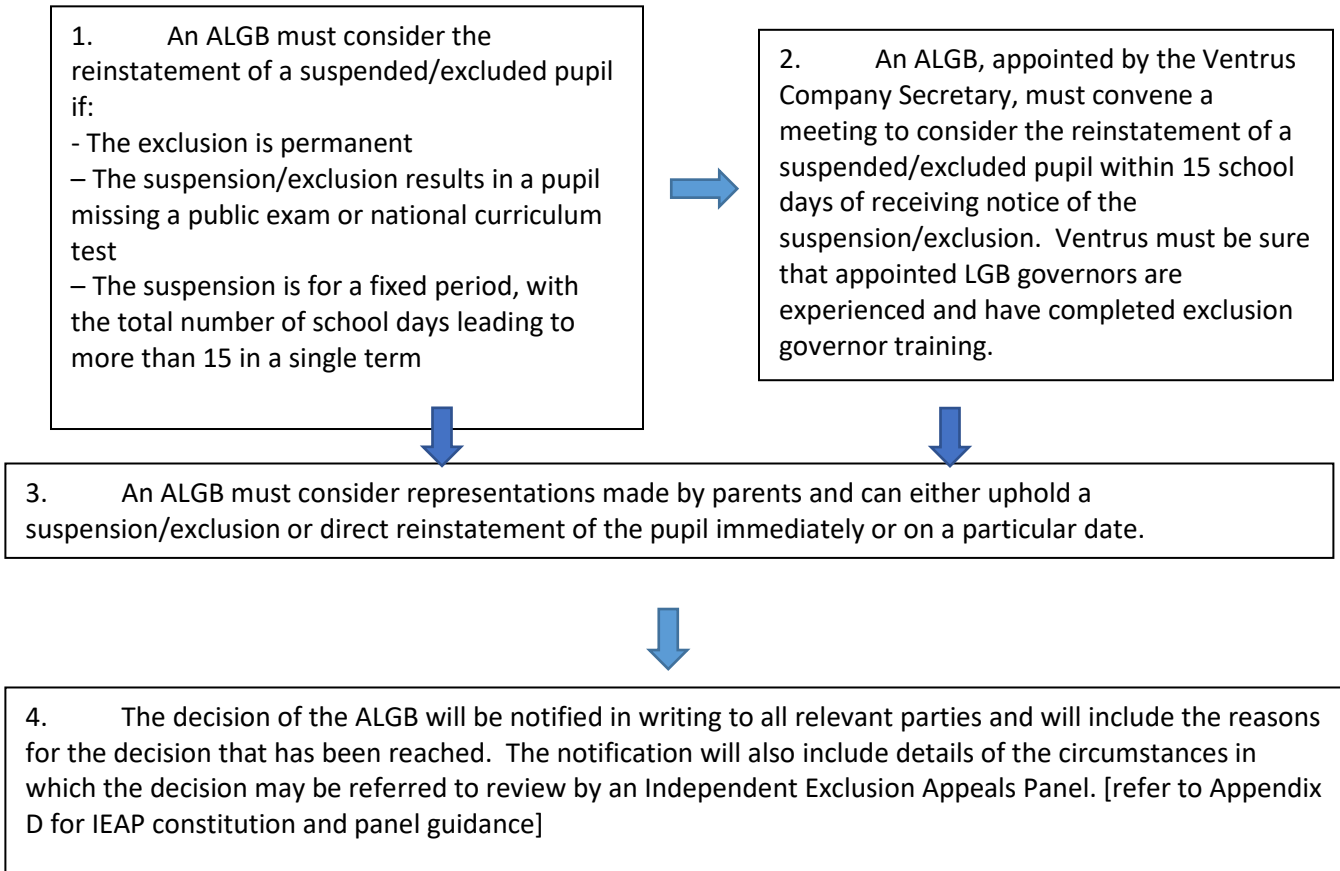 1. An ALGB must consider the
reinstatement of a suspended/excluded pupil
if:
- The exclusion is permanent
– The suspension/exclusion results in a pupil
missing a public exam or national curriculum
test
– The suspension is for a fixed period, with
the total number of school days leading to
more than 15 in a single term
2. An ALGB, appointed by the Ventrus
Company Secretary, must convene a
meeting to consider the reinstatement of a
suspended/excluded pupil within 15 school
days of receiving notice of the
suspension/exclusion. Ventrus must be sure
that appointed LGB governors are
experienced and have completed exclusion
governor training.
3. An ALGB must consider representations made by parents and can either uphold a
suspension/exclusion or direct reinstatement of the pupil immediately or on a particular date.
4. The decision of the ALGB will be notified in writing to all relevant parties and will include the reasons
for the decision that has been reached. The notification will also include details of the circumstances in
which the decision may be referred to review by an Independent Exclusion Appeals Panel. [refer to Appendix
D for IEAP constitution and panel guidance]